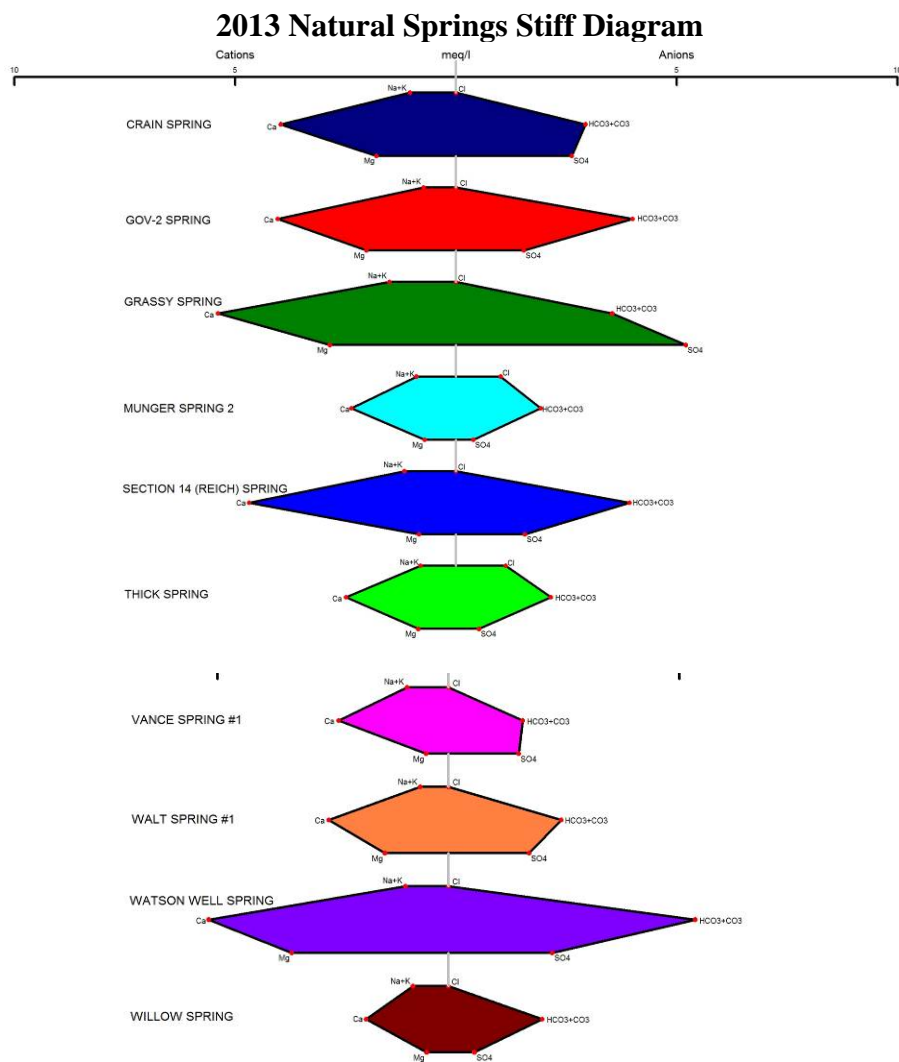 2013 Natural Springs Stiff Diagram
Cations meq/l Anions
10 5 5 10
Na+K Cl
CRAIN SPRING Ca HCO3+CO3
Mg SO4
Na+K Cl
GOV-2 SPRING Ca HCO3+CO3
Mg SO4
Na+K Cl
GRASSY SPRING Ca HCO3+CO3
Mg SO4
Na+K Cl
MUNGER SPRING 2 Ca HCO3+CO3
Mg SO4
Na+K Cl
SECTION 14 (REICH) SPRING Ca HCO3+CO3
Mg SO4
Na+K Cl
THICK SPRING Ca HCO3+CO3
Mg SO4
Na+K Cl
VANCE SPRING #1 Ca HCO3+CO3
Mg SO4
Na+K Cl
WALT SPRING #1 Ca HCO3+CO3
Mg SO4
Na+K Cl
WATSON WELL SPRING Ca HCO3+CO3
Mg SO4
Na+K Cl
WILLOW SPRING Ca HCO3+CO3
Mg SO4